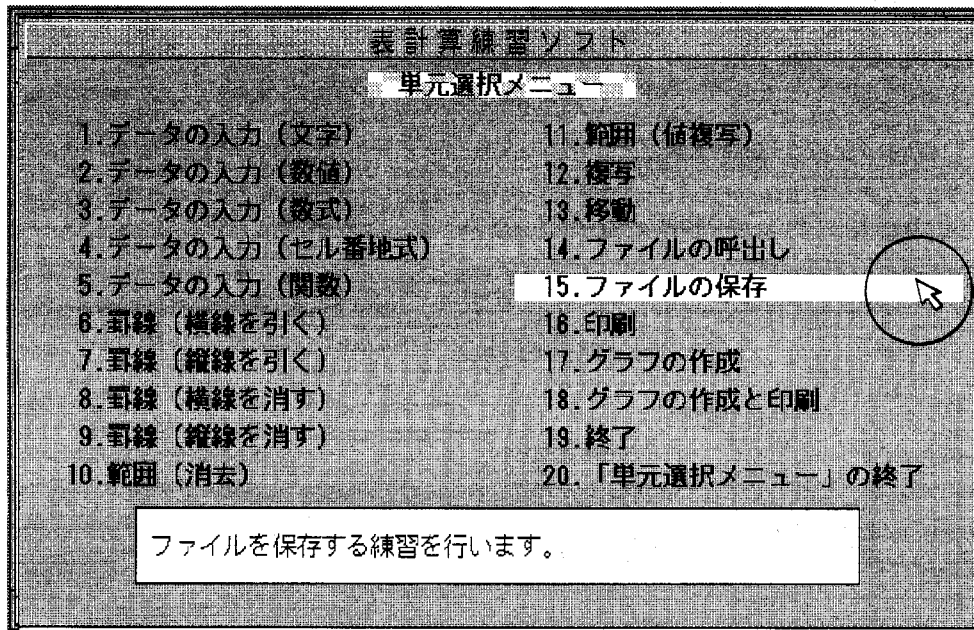 表計算練習ソフト
単元選択メニュー
1.データの入力（文字）
2.データの入力（数値）
3.データの入力（数式）
4.データの入力（セル番地式）
5.データの入力（関数）
6.罫線（横線を引く）
7.罫線（縦線を引く）
8.罫線（横線を消す）
9.罫線（縦線を消す）
10.範囲（消去）
11.範囲（値複写）
12.複写
13.移動
14.ファイルの呼出し
15.ファイルの保存
16.印刷
17.グラフの作成
18.グラフの作成と印刷
19.終了
20.「単元選択メニュー」の終了
ファイルを保存する練習を行います。